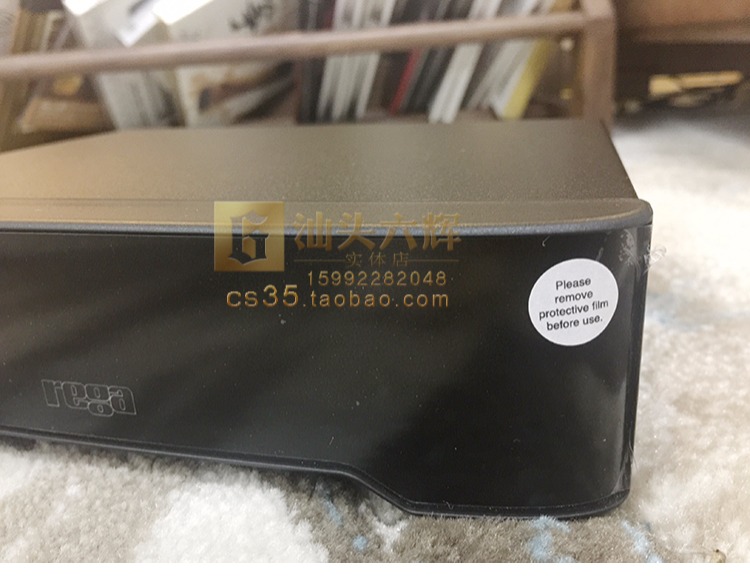 汕头六辉
实体店
15992282048
cs35.taobao.com
Please
remove
protective film
before use.
rega